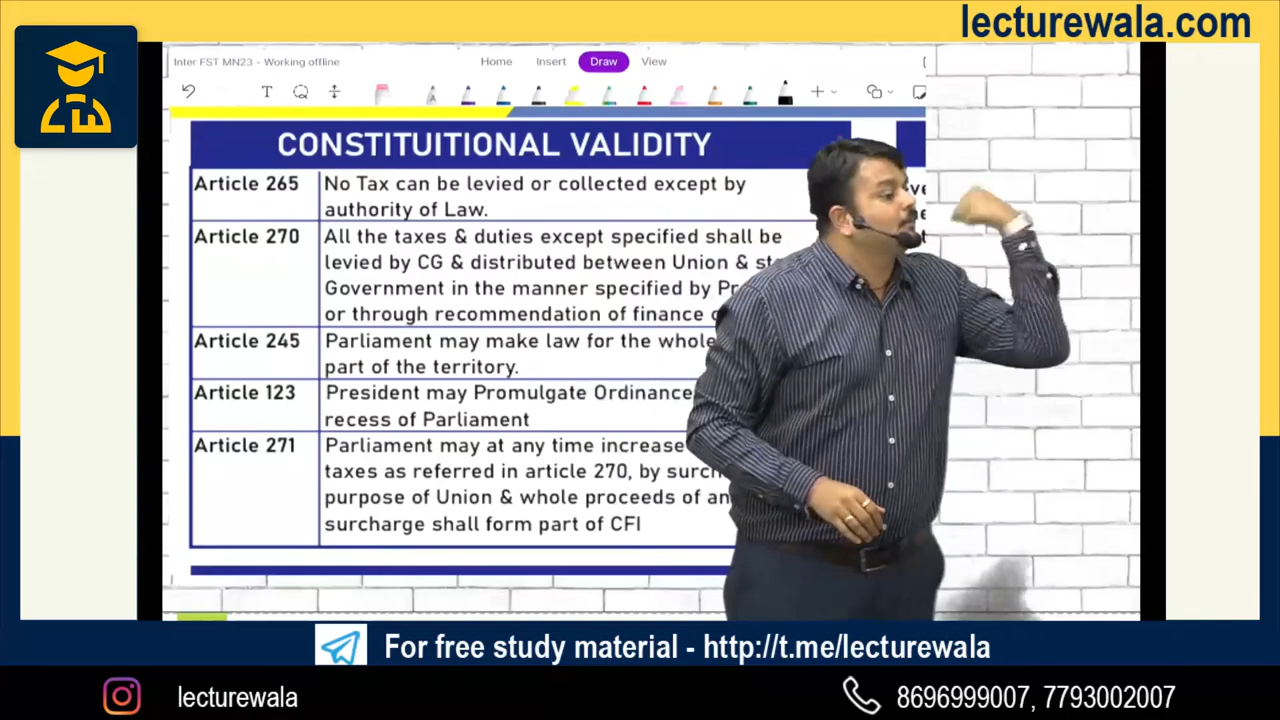 lecturewala.com
Inter FST MN23 - Working offline
Home Insert Draw View
CONSTITUTIONAL VALIDITY
Article 265 No Tax can be levied or collected except by
authority of Law.
Article 270 All the taxes & duties except specified shall be
levied by CG & distributed between Union &
Government in the manner specified by
or through recommendation of finance
Article 245 Parliament may make law for the whole
part of the territory.
Article 123 President may Promulgate Ordinance
recess of Parliament
Article 271 Parliament may at any time increase
taxes as referred in article 270, by
purpose of Union & whole proceeds of
surcharge shall form part of CFI
For free study material - http://t.me/lecturewala
lecturewala
8696999007, 7793002007